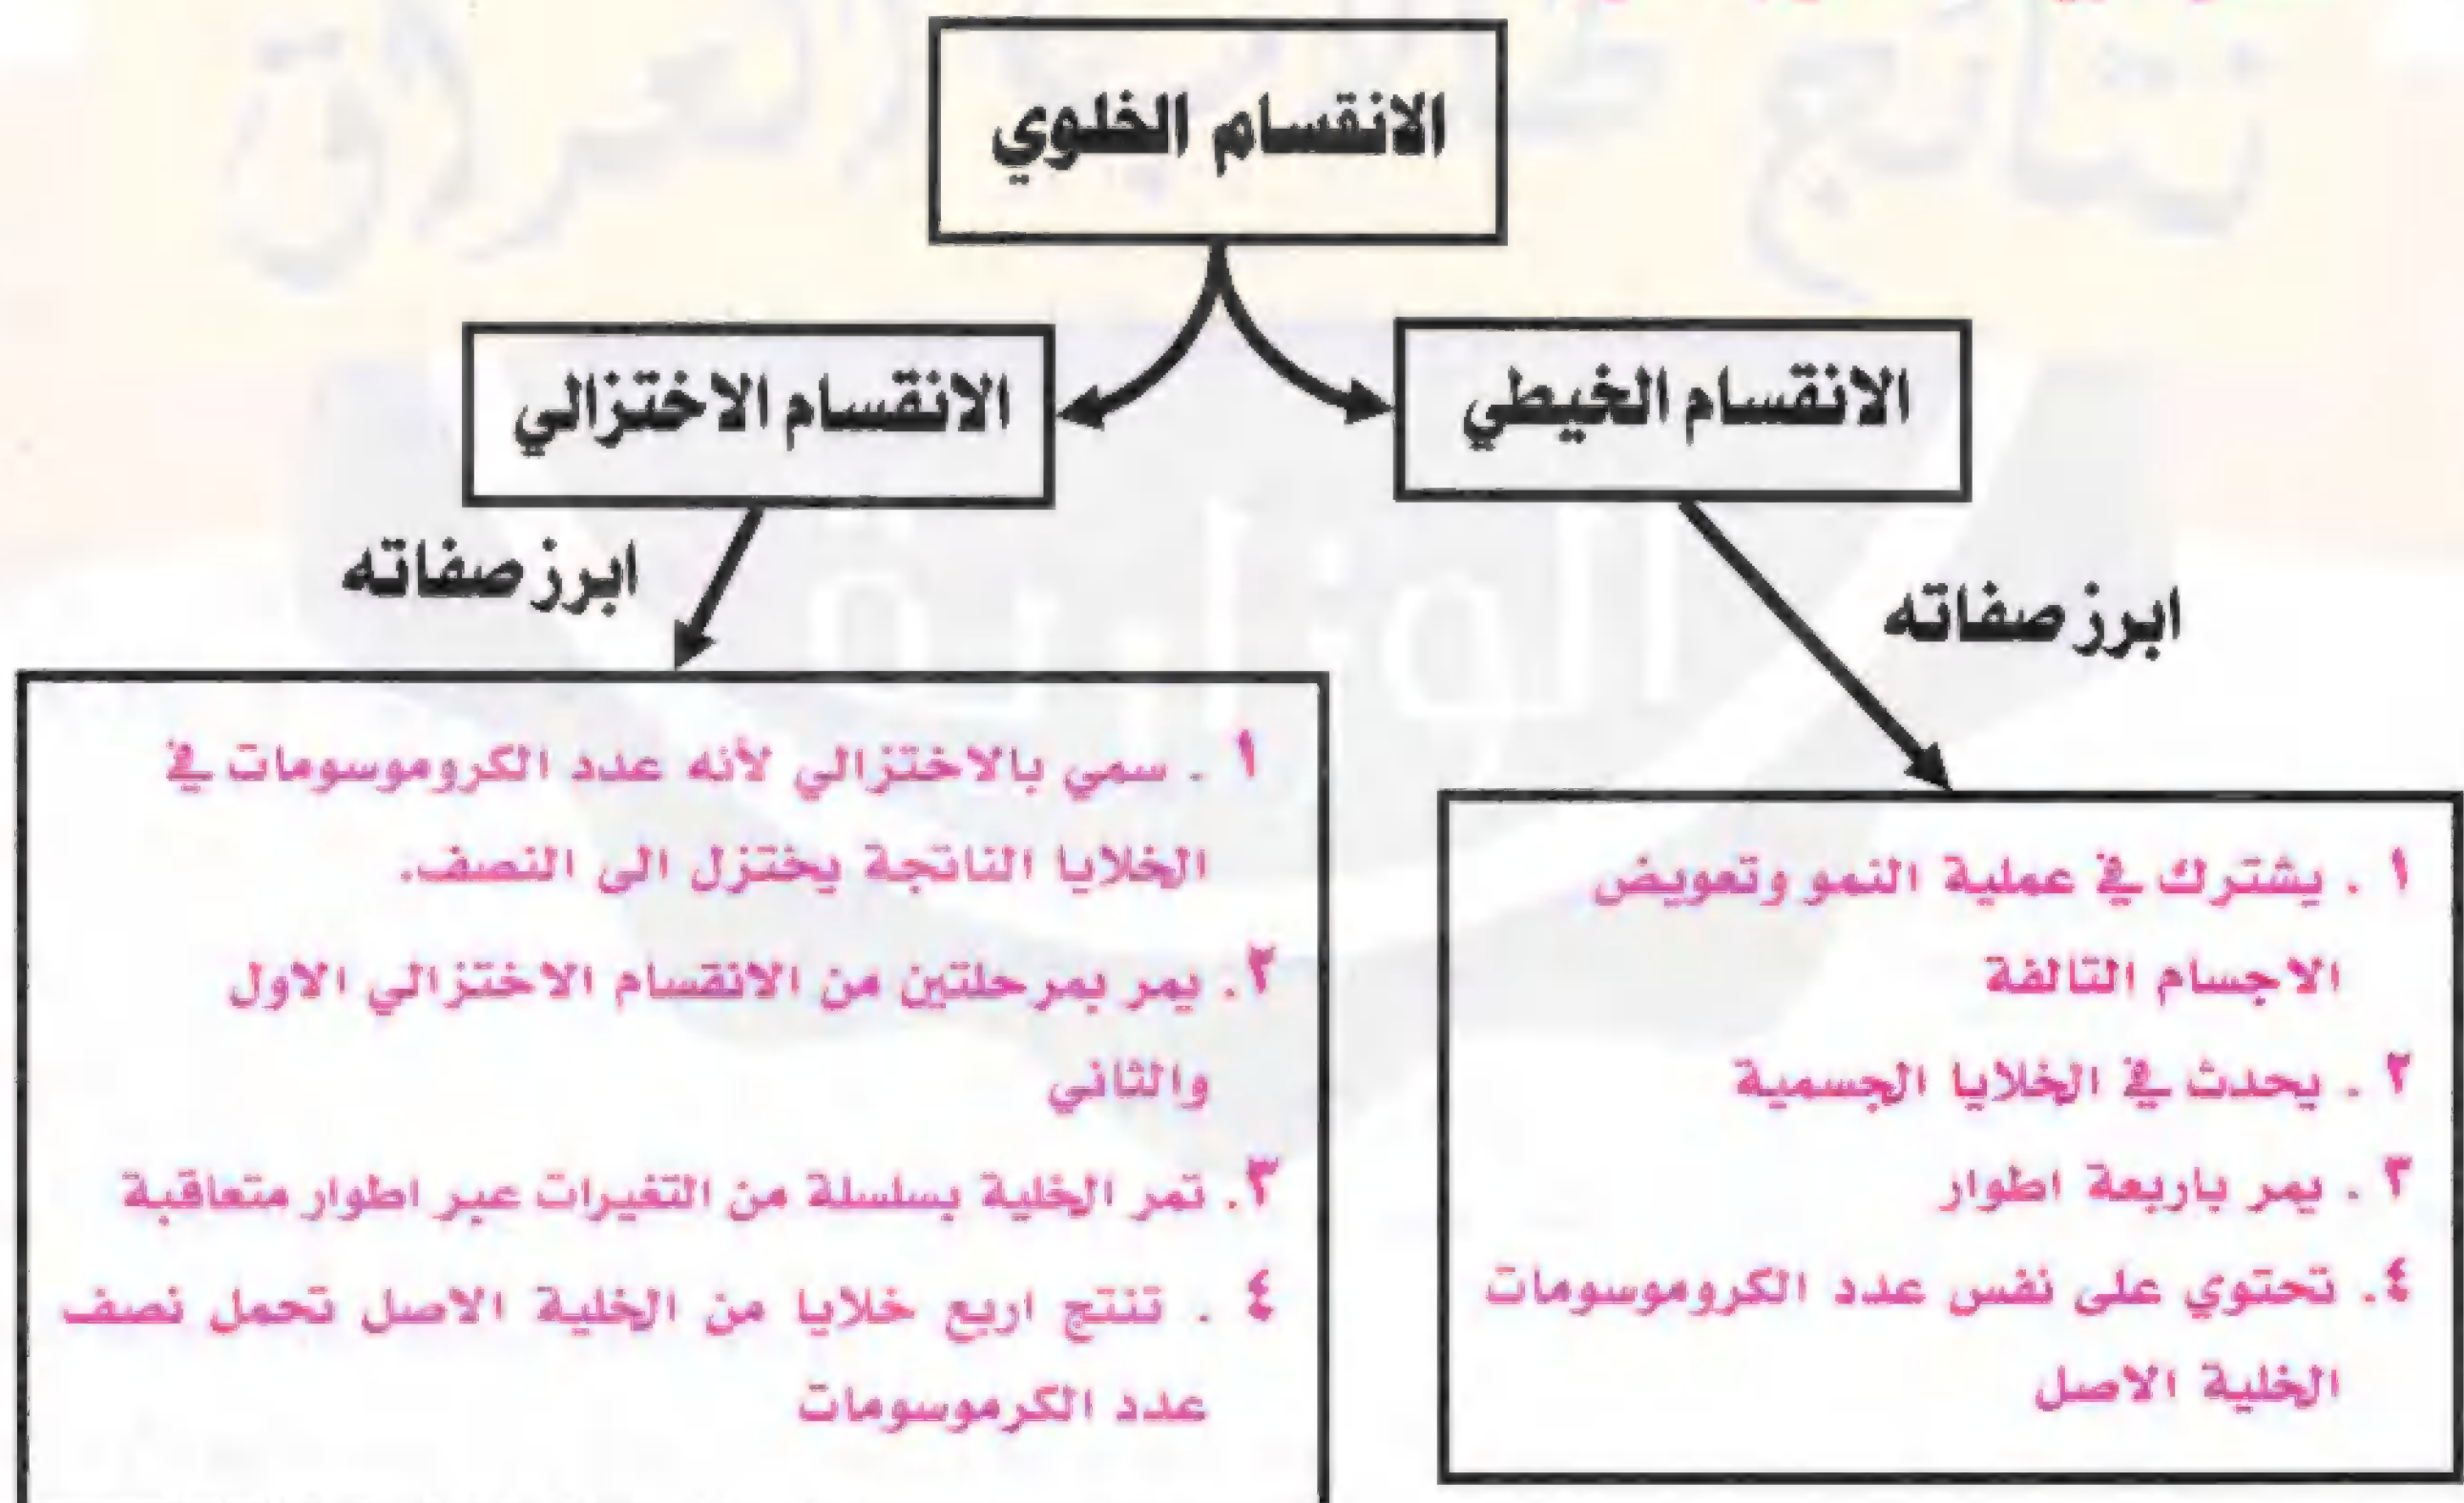 الانقسام الخلوي
الانقسام الخيطي
الانقسام الاختزالي
ابرز صفاته
ابرز صفاته
١ . يشترك في عملية النمو وتعويض
الاجسام التالفة
٢ . يحدث في الخلايا الجسمية
٣ . يمر باربعة اطوار
٤. تحتوي على نفس عدد الكروموسومات
الخلية الاصل
١ . سمي بالاختزالي لأنه عدد الكروموسومات في
الخلايا الناتجة يختزل الى النصف.
٢. يمر بمرحلتين من الانقسام الاختزالي الاول
والثاني
٣. تمر الخلية بسلسلة من التغيرات عبر اطوار متعاقبة
٤ . تنتج اربع خلايا من الخلية الاصل تحمل نصف
عدد الكرموسومات
نتائج
العراق
الوزارية